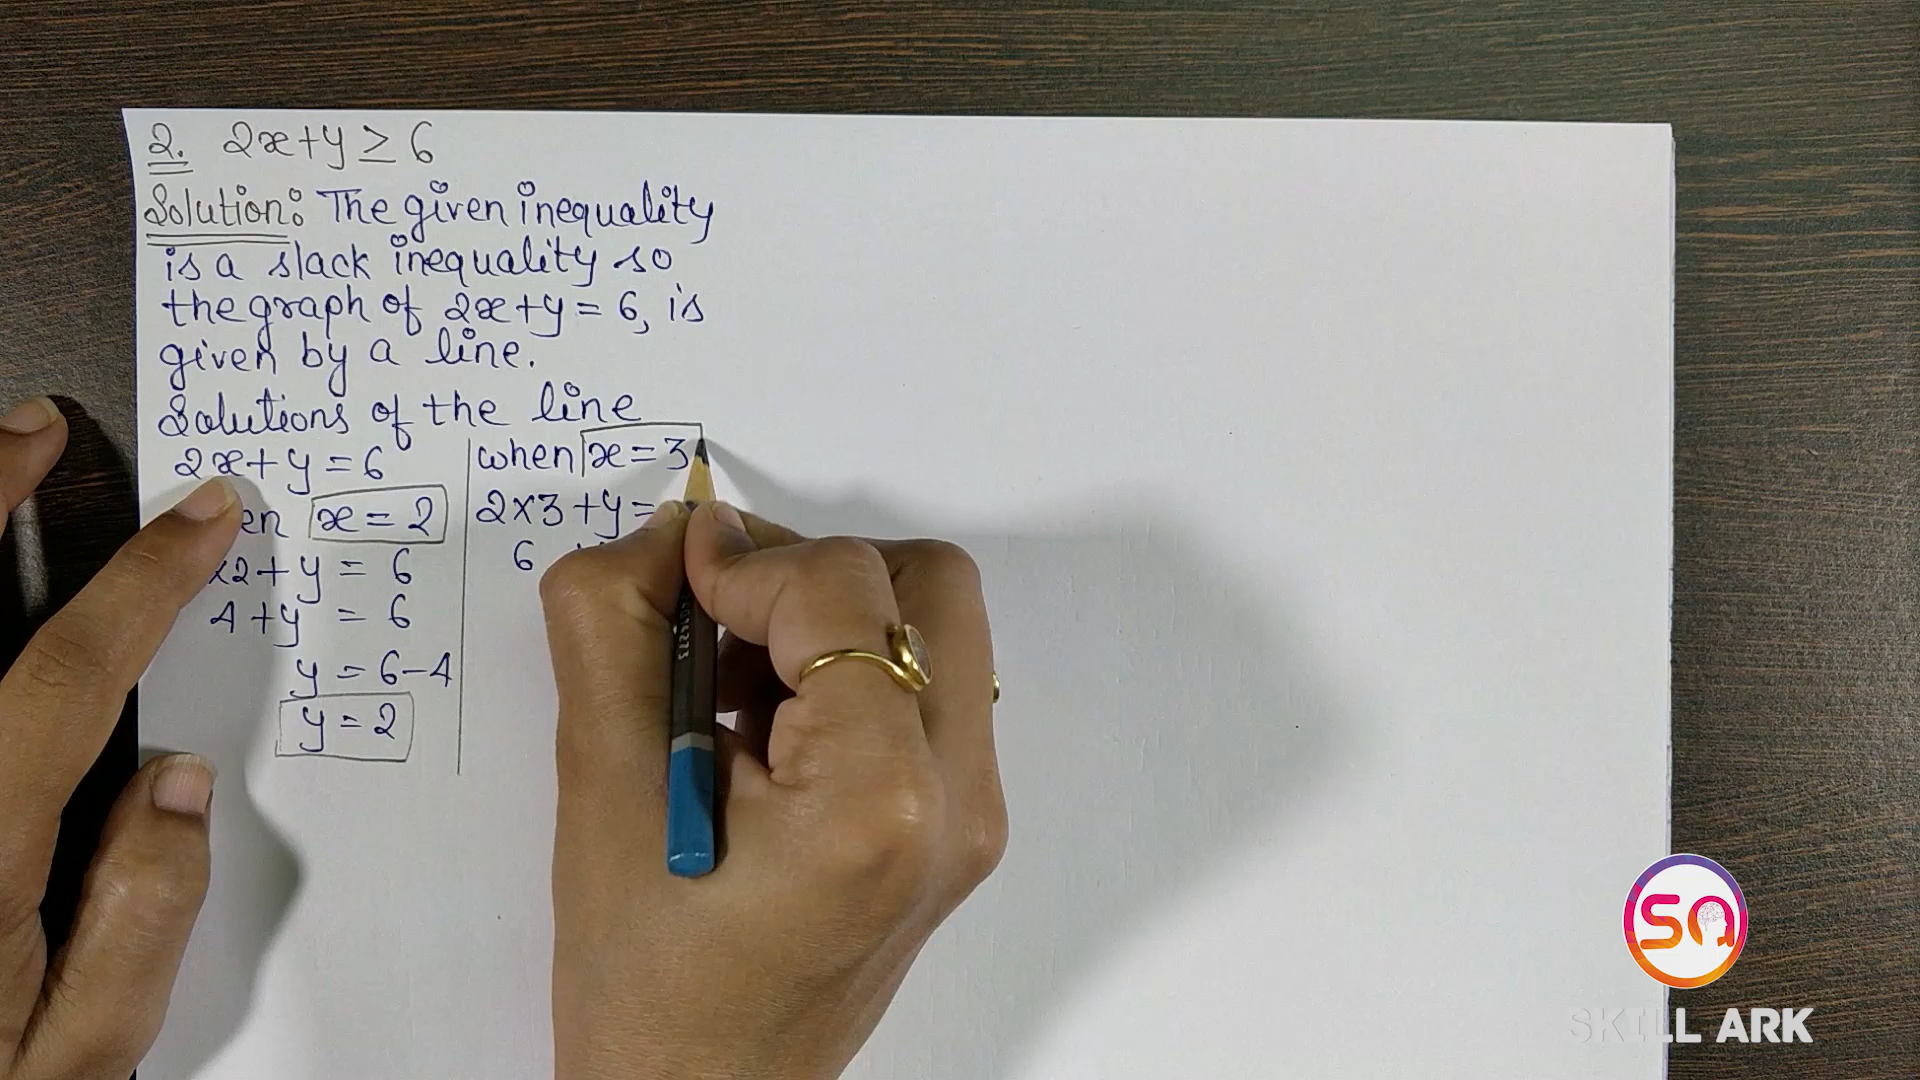 2. 2x+y ≥ 6
Solution: The given inequality
is a slack inequality so
the graph of 2x+y = 6, is
given by a line.
Solutions of the line
2x+y = 6
en x = 2
x2+y = 6
4+y = 6
y = 6-4
y = 2
when x = 3
2x3+y=
6
4014273
SKILL ARK